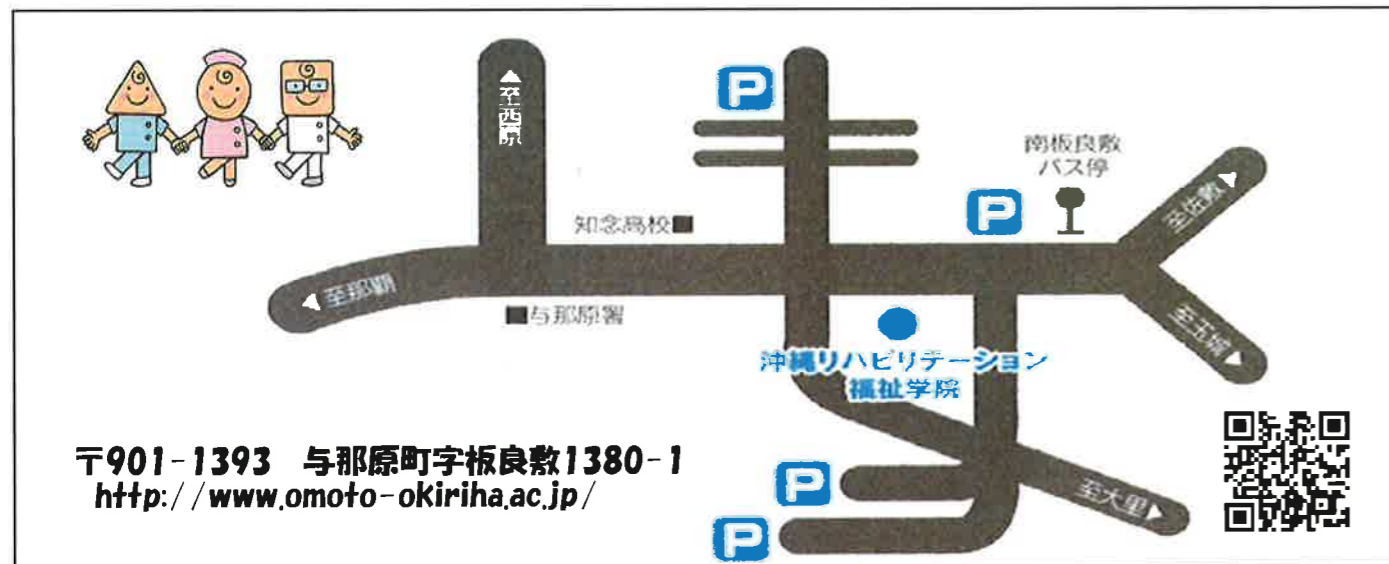 ▲至西原
P
南板良敷
バス停
P
▲至佐敷
知念高校■
◀至那覇
■与那原署
至玉城▶
沖縄リハビリテーション
福祉学院
〒901-1393 与那原町字板良敷1380-1
http://www.omoto-okiriha.ac.jp/
P
至大里▶
P